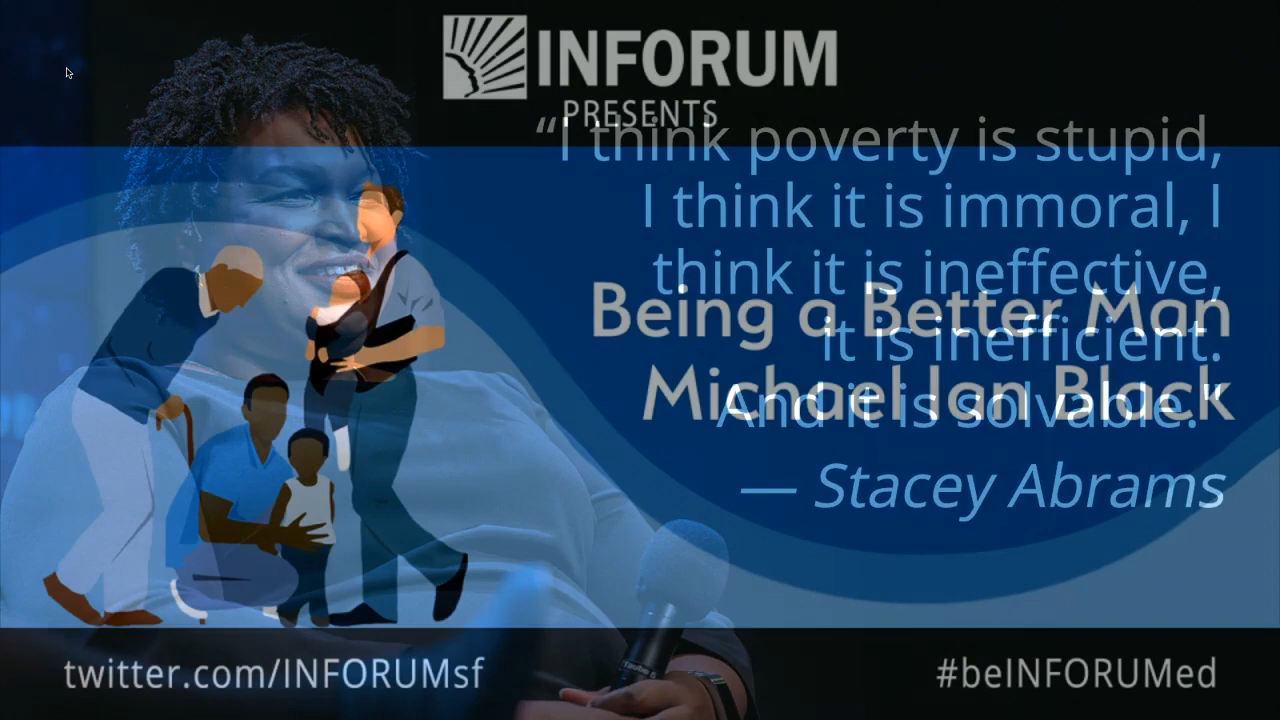 INFORUM
PRESENTS
“I think poverty is stupid,
I think it is immoral, I
think it is ineffective,
it is inefficient.
And it is solvable.”
— Stacey Abrams
Being a Better Man
Michael Ian Black
twitter.com/INFORUMsf
#beINFORUMed